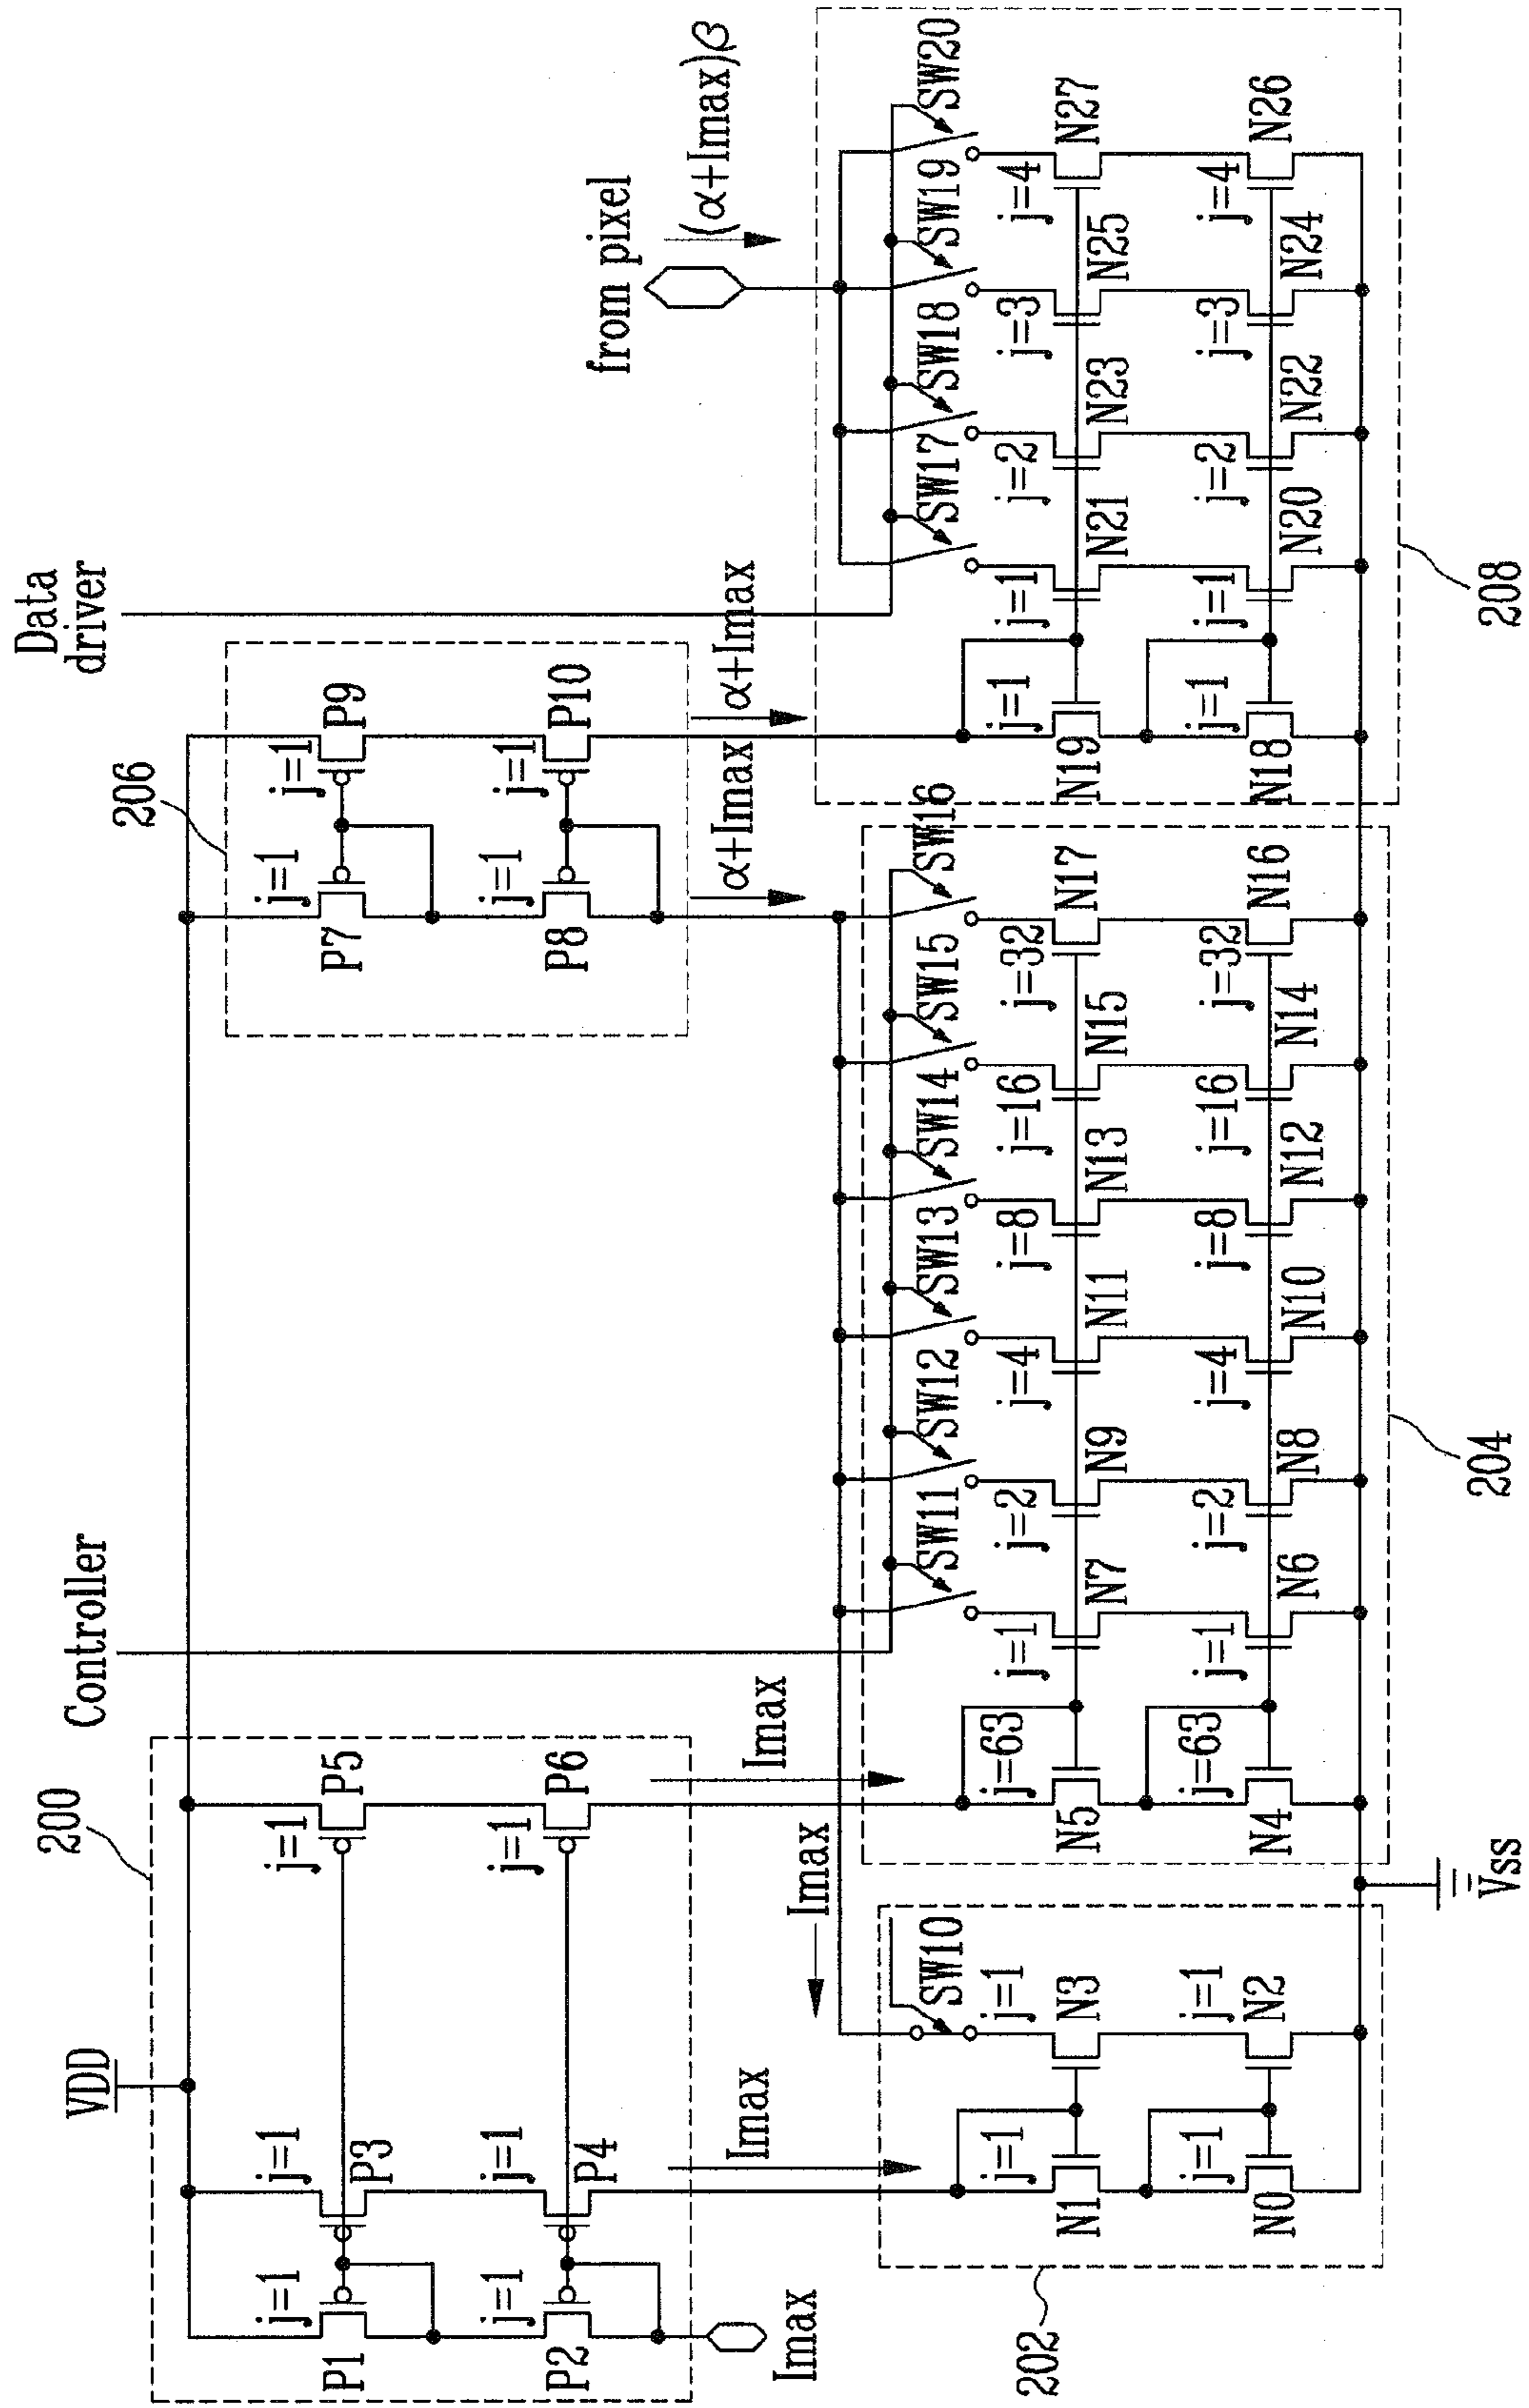 Data
driver
Controller
VDD
200
206
from pixel
(α+Imax)β
j=1
j=1
j=1
j=1
j=1
P1
P3
P5
P7
P9
j=1
j=1
j=1
j=1
j=1
P2
P4
P6
P8
P10
Imax
Imax
Imax
Imax
α+Imax
α+Imax
SW10
SW11
SW12
SW13
SW14
SW15
SW16
SW17
SW18
SW19
SW20
j=1
j=1
j=63
j=1
j=2
j=4
j=8
j=16
j=32
j=1
j=1
j=2
j=3
j=4
N1
N3
N5
N7
N9
N11
N13
N15
N17
N19
N21
N23
N25
N27
j=1
j=1
j=63
j=1
j=2
j=4
j=8
j=16
j=32
j=1
j=1
j=2
j=3
j=4
N0
N2
N4
N6
N8
N10
N12
N14
N16
N18
N20
N22
N24
N26
202
Vss
204
208